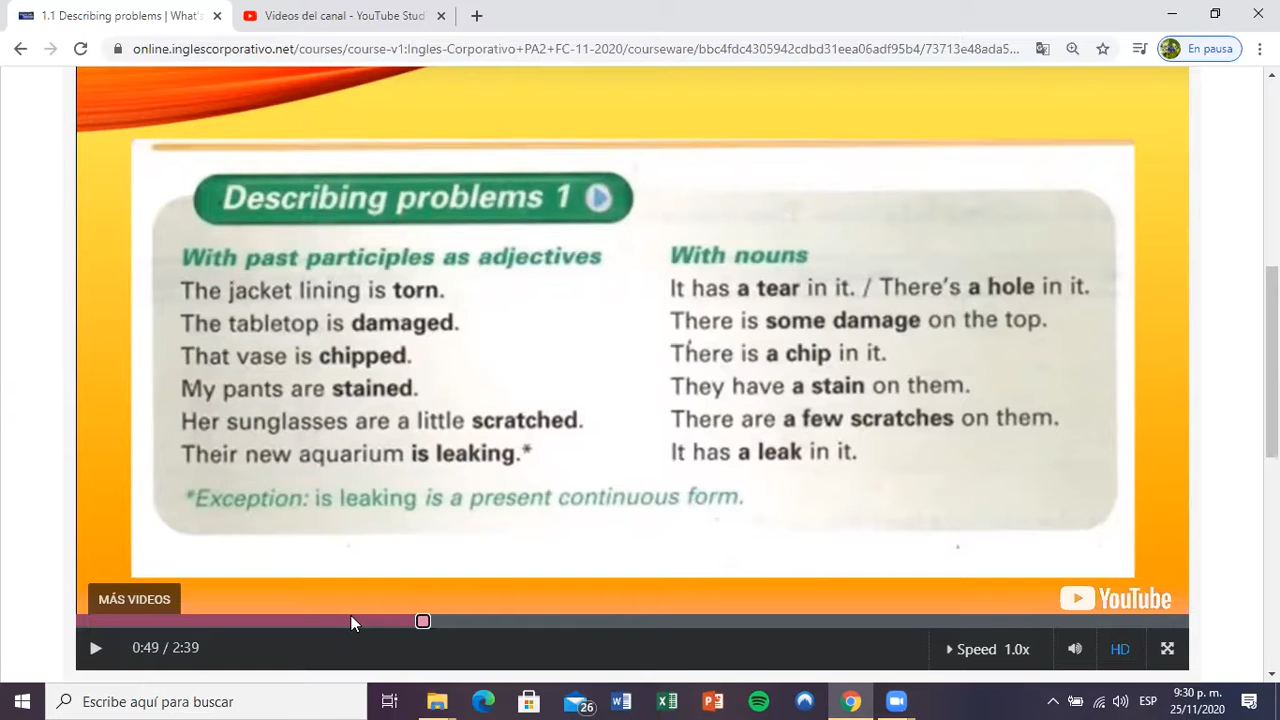 1.1 Describing problems | What's
Videos del canal - YouTube Stud
online.inglescorporativo.net/courses/course-v1:Ingles-Corporativo+PA2+FC-11-2020/courseware/bbc4fdc4305942cdbd31eea06adf95b4/73713e48ada5...
En pausa
Describing problems 1
With past participles as adjectives
The jacket lining is torn.
The tabletop is damaged.
That vase is chipped.
My pants are stained.
Her sunglasses are a little scratched.
Their new aquarium is leaking.*
With nouns
It has a tear in it. / There's a hole in it.
There is some damage on the top.
There is a chip in it.
They have a stain on them.
There are a few scratches on them.
It has a leak in it.
*Exception: is leaking is a present continuous form.
MÁS VIDEOS
YouTube
0:49 / 2:39
Speed 1.0x
HD
Escribe aquí para buscar
26
ESP
9:30 p. m.
25/11/2020